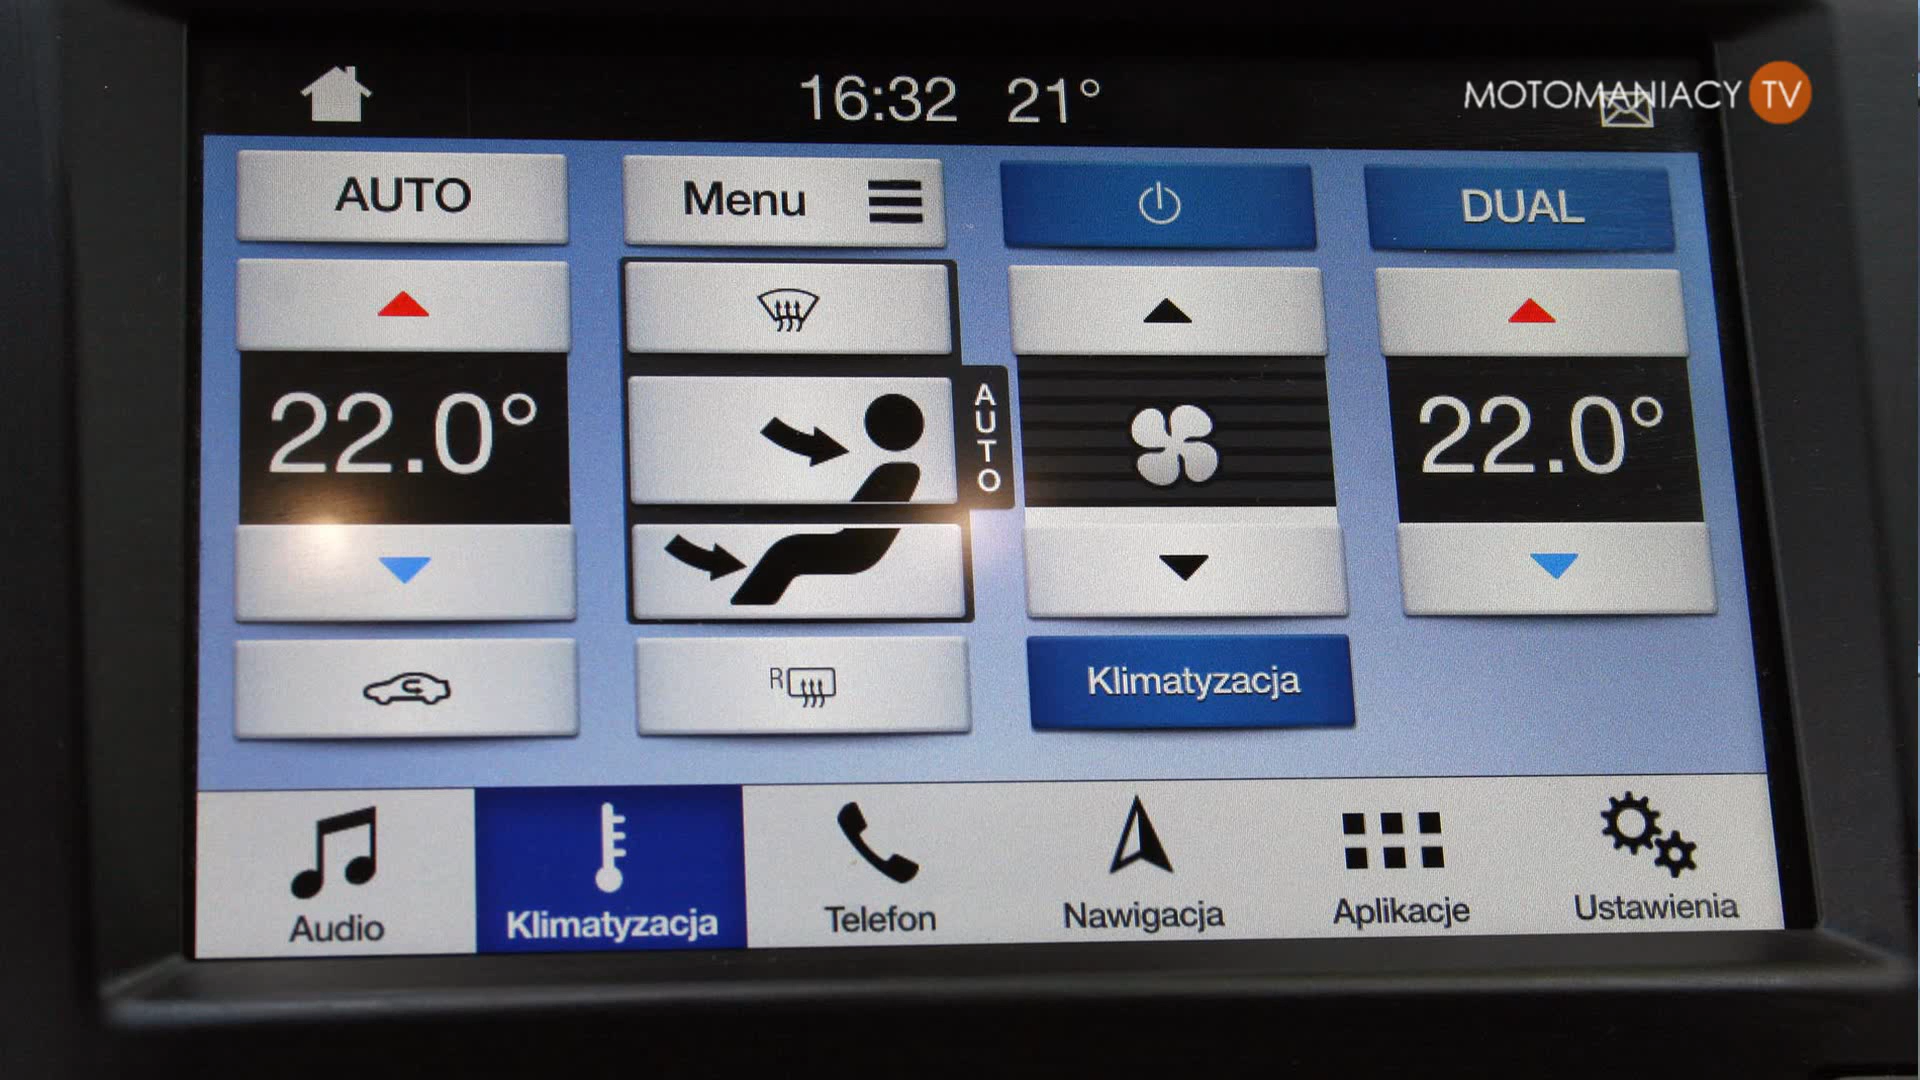 16:32 21°
MOTOMANIACY TV
AUTO
Menu
DUAL
22.0°
AUTO
22.0°
R
Klimatyzacja
Audio
Klimatyzacja
Telefon
Nawigacja
Aplikacje
Ustawienia